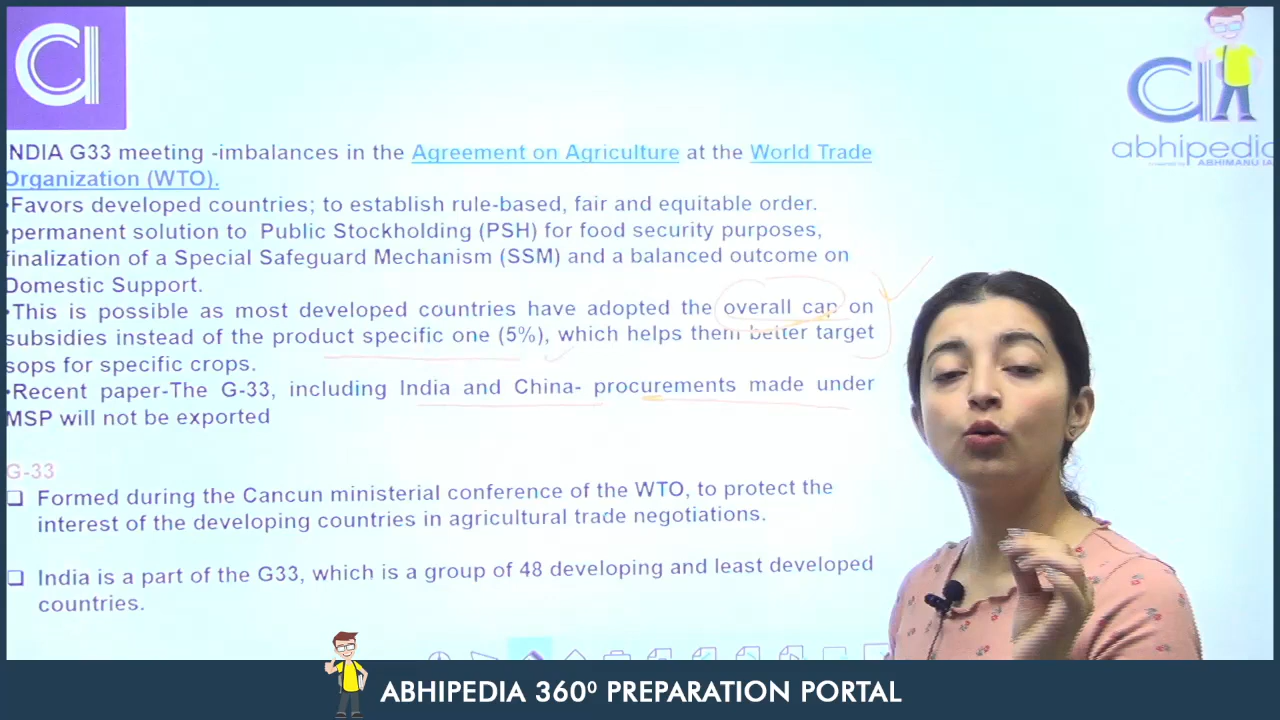 NDIA G33 meeting -imbalances in the Agreement on Agriculture at the World Trade
Organization (WTO).
•Favors developed countries; to establish rule-based, fair and equitable order.
•permanent solution to Public Stockholding (PSH) for food security purposes,
finalization of a Special Safeguard Mechanism (SSM) and a balanced outcome on
Domestic Support.
•This is possible as most developed countries have adopted the overall cap on
subsidies instead of the product specific one (5%), which helps them better target
sops for specific crops.
•Recent paper-The G-33, including India and China- procurements made under
MSP will not be exported
G-33
❑ Formed during the Cancun ministerial conference of the WTO, to protect the
interest of the developing countries in agricultural trade negotiations.
❑ India is a part of the G33, which is a group of 48 developing and least developed
countries.
abhipedia
POWERED BY ABHIMANU IA
ABHIPEDIA 360⁰ PREPARATION PORTAL